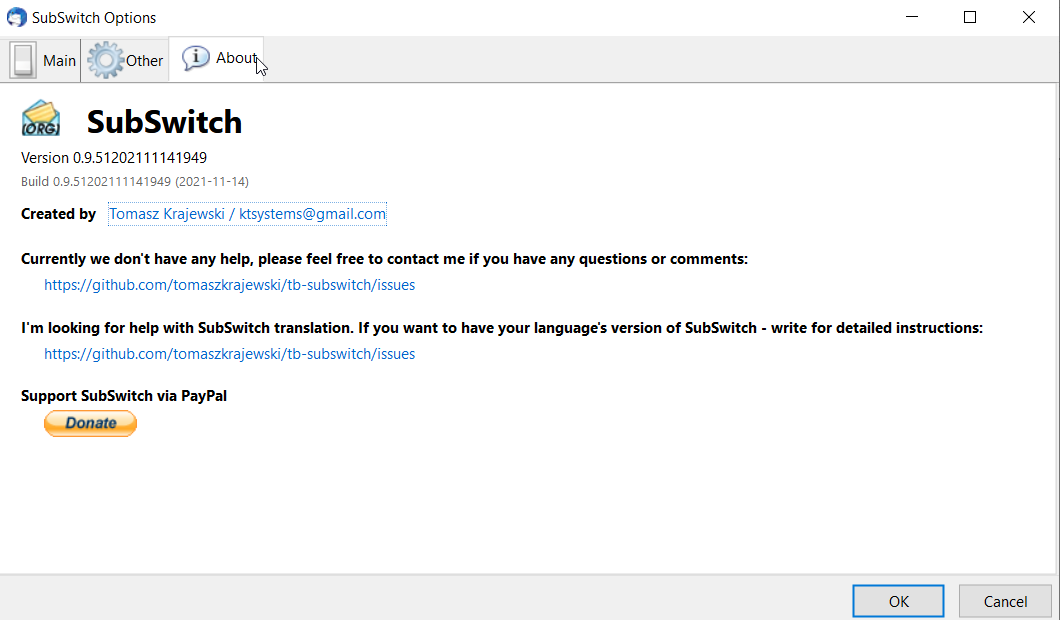 SubSwitch Options
Main Other About
(ORG)
SubSwitch
Version 0.9.51202111141949
Build 0.9.51202111141949 (2021-11-14)
Created by Tomasz Krajewski / ktsystems@gmail.com
Currently we don't have any help, please feel free to contact me if you have any questions or comments:
https://github.com/tomaszkrajewski/tb-subswitch/issues
I'm looking for help with SubSwitch translation. If you want to have your language's version of SubSwitch - write for detailed instructions:
https://github.com/tomaszkrajewski/tb-subswitch/issues
Support SubSwitch via PayPal
Donate
OK Cancel